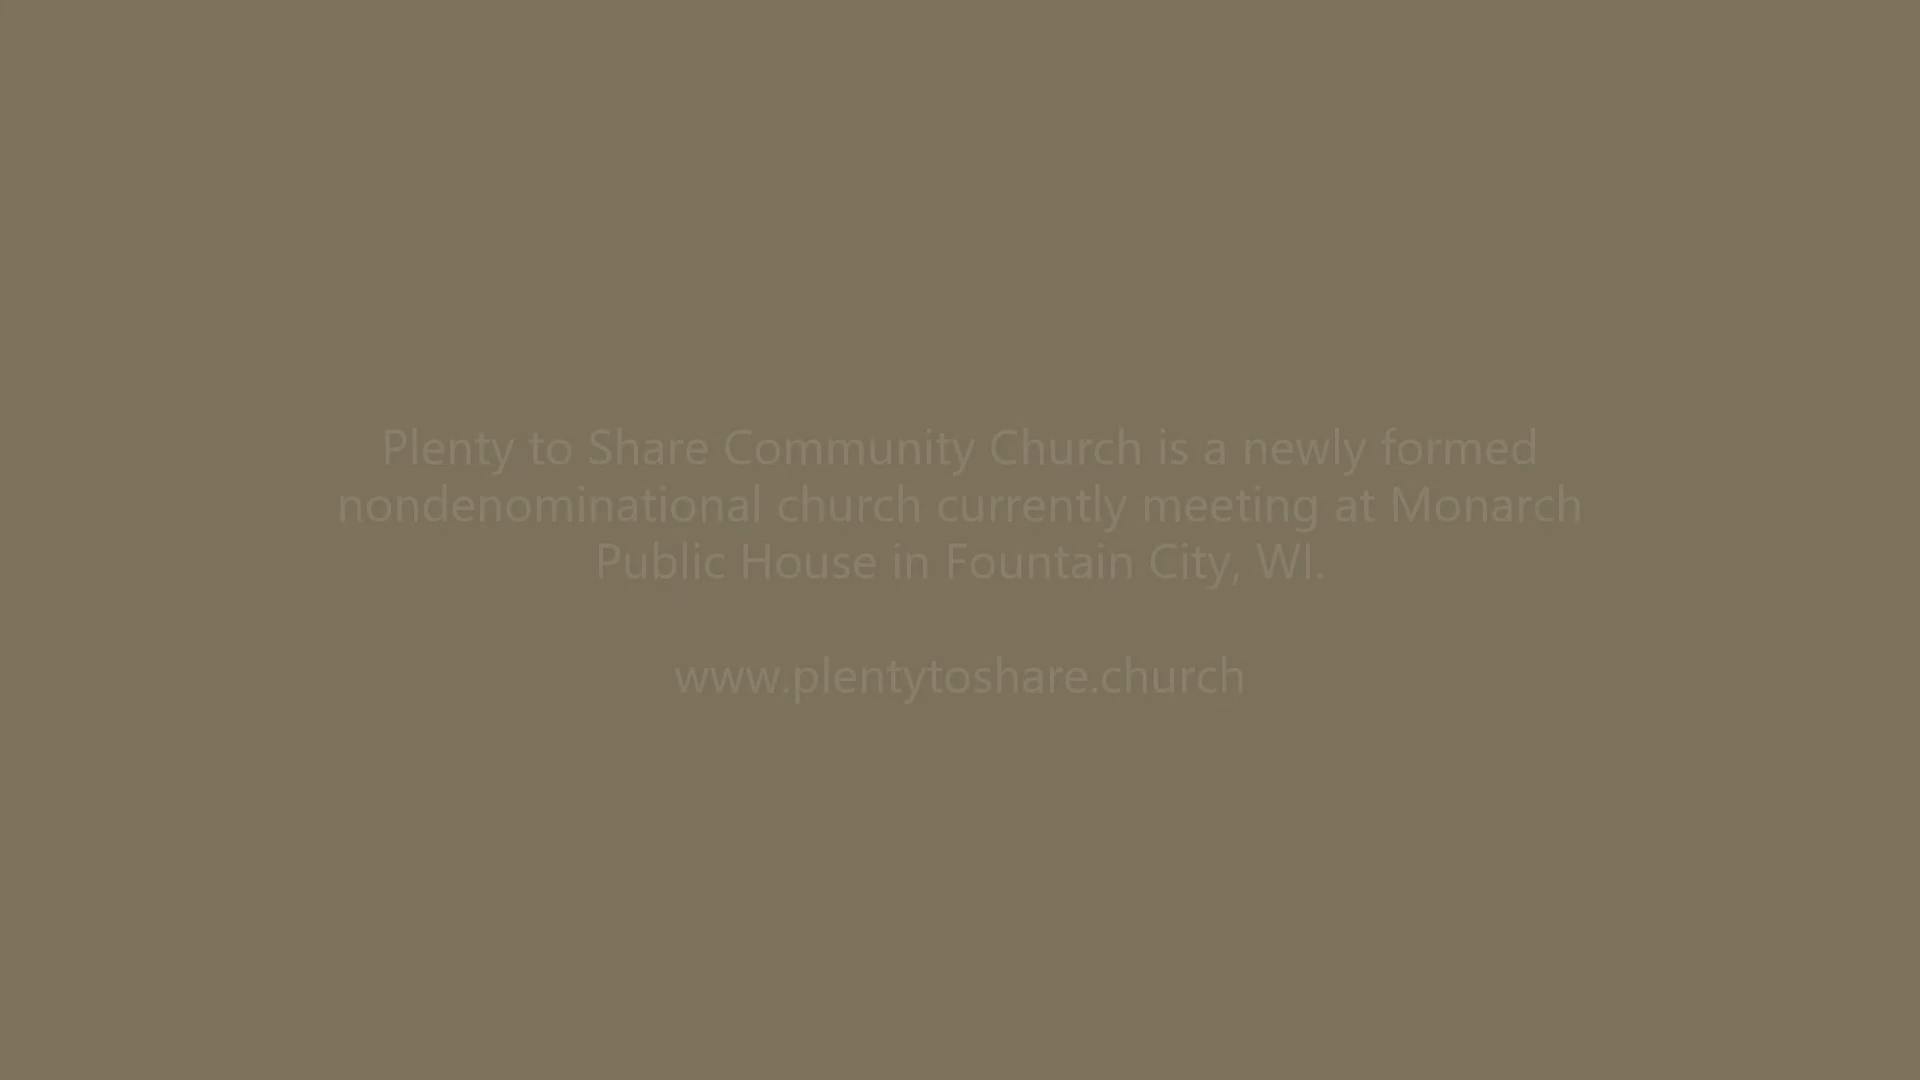 Plenty to Share Community Church is a newly formed
nondenominational church currently meeting at Monarch
Public House in Fountain City, WI.
www.plentytoshare.church